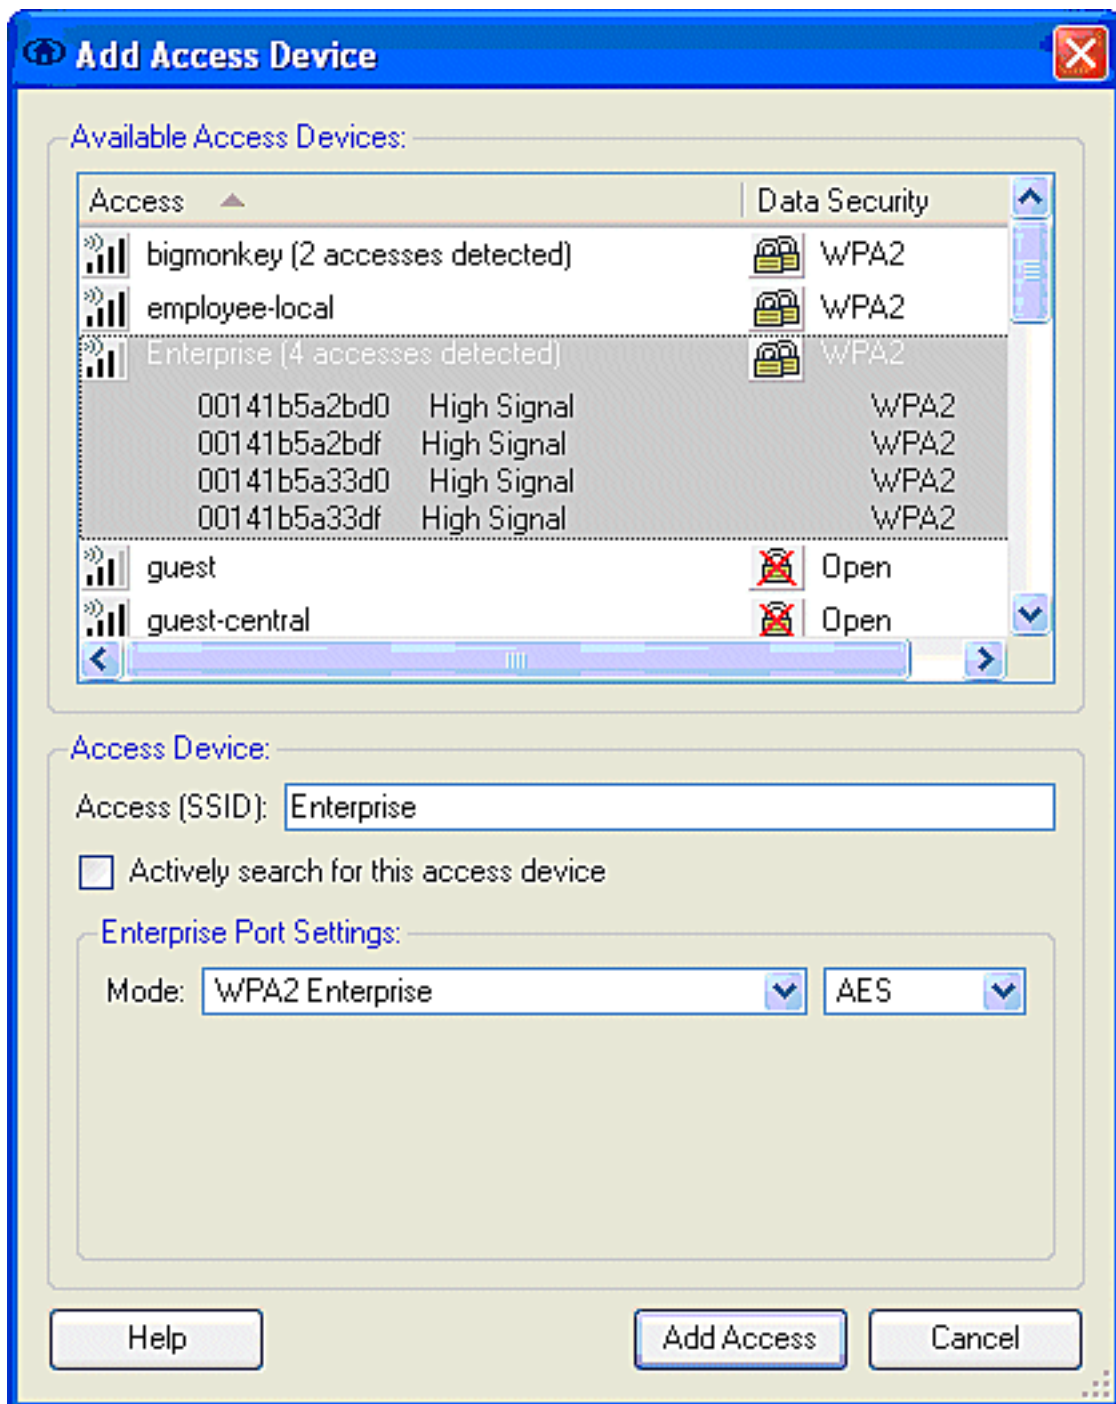 Add Access Device
Available Access Devices:
Access Data Security
bigmonkey (2 accesses detected) WPA2
employee-local WPA2
Enterprise (4 accesses detected) WPA2
00141b5a2bd0 High Signal WPA2
00141b5a2bdf High Signal WPA2
00141b5a33d0 High Signal WPA2
00141b5a33df High Signal WPA2
guest Open
guest-central Open
Access Device:
Access (SSID): Enterprise
Actively search for this access device
Enterprise Port Settings:
Mode: WPA2 Enterprise AES
Help Add Access Cancel